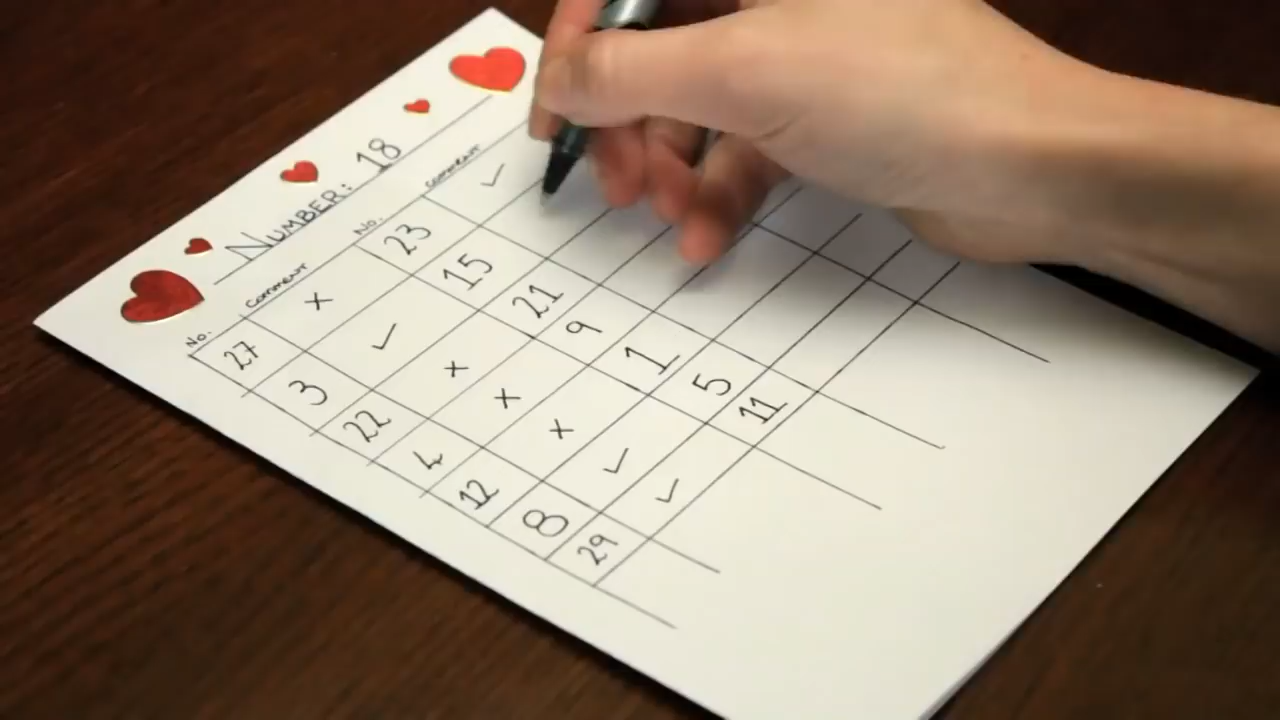 NUMBER: 18
No. Comment No. Comment
27 x 23 ✓
3 ✓ 15
22 x 21
4 x 9
12 x 1
8 ✓ 5
29 ✓ 11